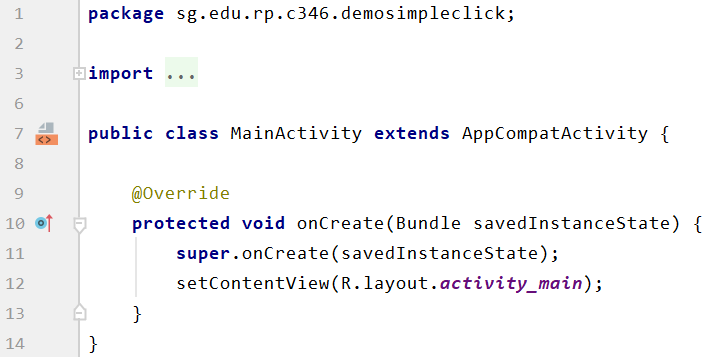 1 package sg.edu.rp.c346.demosimpleclick;
2
3 import ...
6
7 public class MainActivity extends AppCompatActivity {
8
9 @Override
10 protected void onCreate(Bundle savedInstanceState) {
11 super.onCreate(savedInstanceState);
12 setContentView(R.layout.activity_main);
13 }
14 }